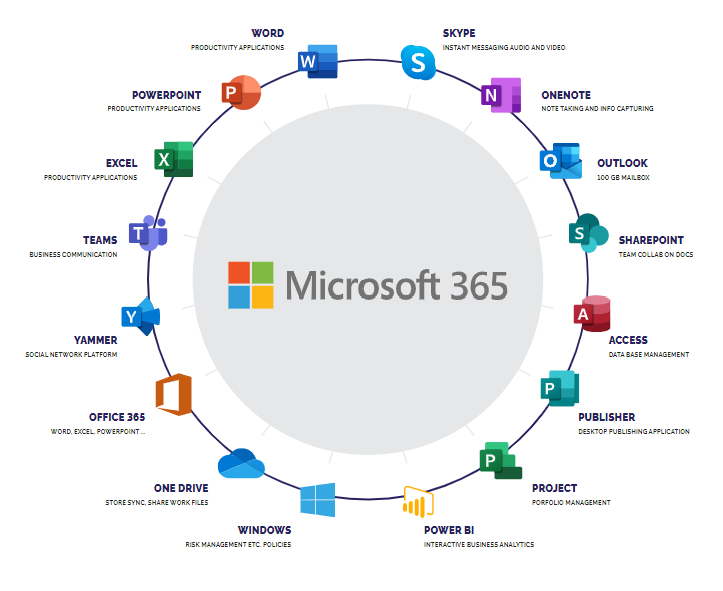 WORD
PRODUCTIVITY APPLICATIONS
SKYPE
INSTANT MESSAGING AUDIO AND VIDEO
W
S
POWERPOINT
PRODUCTIVITY APPLICATIONS
P
N
ONENOTE
NOTE TAKING AND INFO CAPTURING
EXCEL
PRODUCTIVITY APPLICATIONS
X
O
OUTLOOK
100 GB MAILBOX
TEAMS
BUSINESS COMMUNICATION
T
S
SHAREPOINT
TEAM COLLAB ON DOCS
Microsoft 365
YAMMER
SOCIAL NETWORK PLATFORM
Y
A
ACCESS
DATA BASE MANAGEMENT
OFFICE 365
WORD, EXCEL, POWERPOINT ...
P
PUBLISHER
DESKTOP PUBLISHING APPLICATION
ONE DRIVE
STORE SYNC, SHARE WORK FILES
P
PROJECT
PORFOLIO MANAGEMENT
WINDOWS
RISK MANAGEMENT ETC. POLICIES
POWER BI
INTERACTIVE BUSINESS ANALYTICS